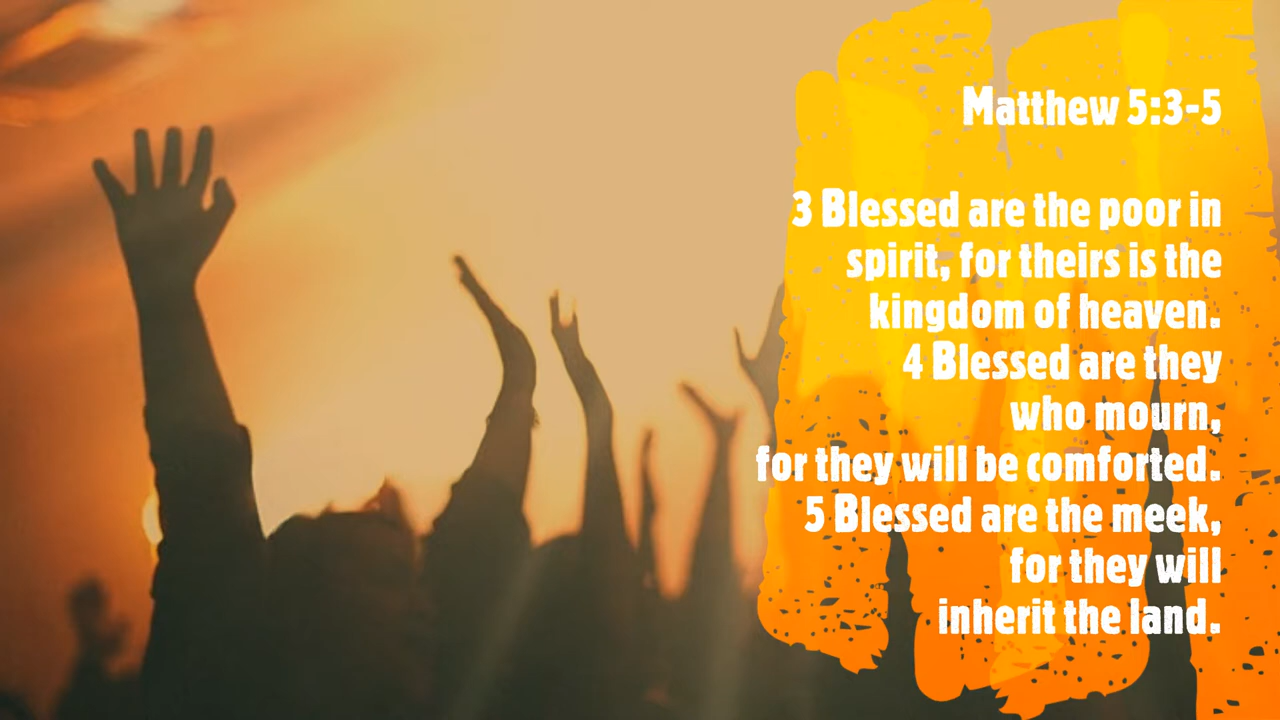 Matthew 5:3-5
3 Blessed are the poor in
spirit, for theirs is the
kingdom of heaven.
4 Blessed are they
who mourn,
for they will be comforted.
5 Blessed are the meek,
for they will
inherit the land.